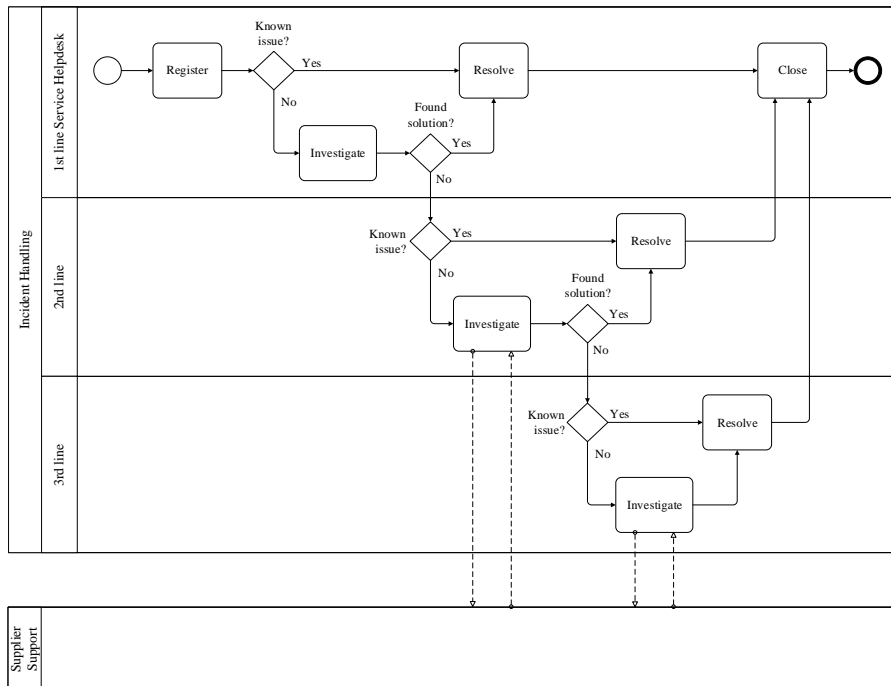 Incident Handling
1st line Service Helpdesk
Register
Known
issue?
Yes
No
Resolve
Close
Investigate
Found
solution?
Yes
No
2nd line
Known
issue?
Yes
No
Resolve
Investigate
Found
solution?
Yes
No
3rd line
Known
issue?
Yes
No
Resolve
Investigate
Supplier
Support